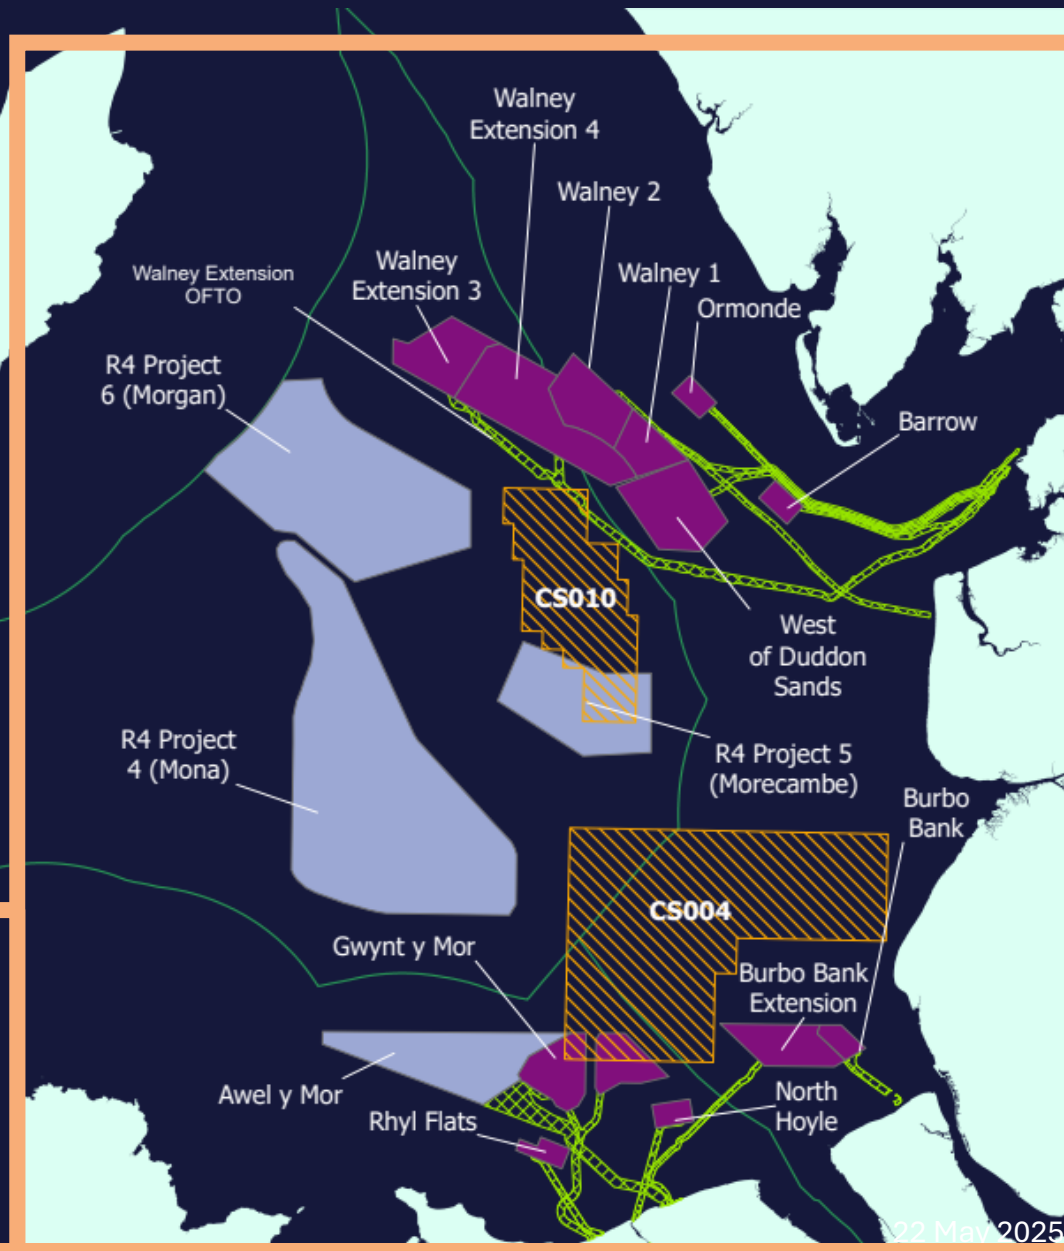 Walney
Extension 4
Walney 2
Walney
Extension 3
Walney 1
Walney Extension
OFTO
Ormonde
R4 Project
6 (Morgan)
Barrow
CS010
West
of Duddon
Sands
R4 Project
4 (Mona)
R4 Project 5
(Morecambe)
Burbo
Bank
CS004
Gwynt y Mor
Burbo Bank
Extension
Awel y Mor
Rhyl Flats
North
Hoyle
22 May 2025